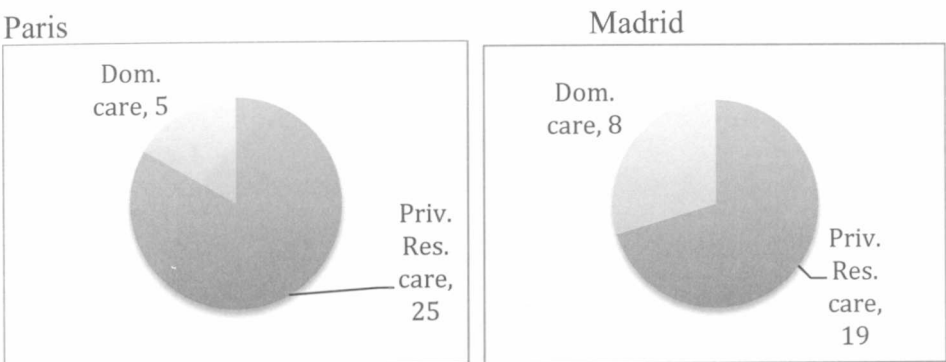 Paris
Dom.
care, 5
Priv.
Res.
care,
25
Madrid
Dom.
care, 8
Priv.
Res.
care,
19